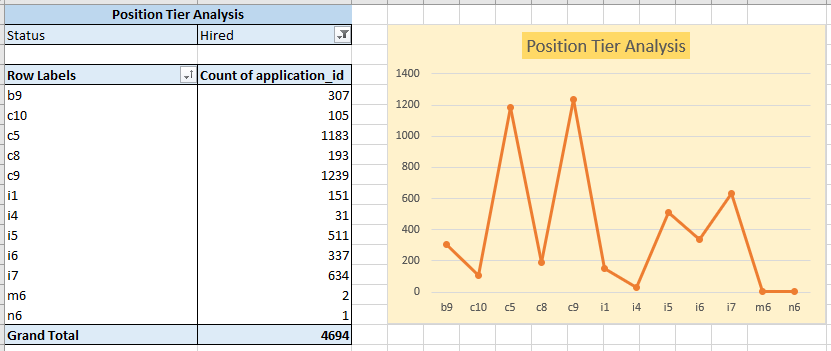 Position Tier Analysis
Status Hired
Row Labels Count of application_id
b9 307
c10 105
c5 1183
c8 193
c9 1239
i1 151
i4 31
i5 511
i6 337
i7 634
m6 2
n6 1
Grand Total 4694
Position Tier Analysis
1400
1200
1000
800
600
400
200
0
b9 c10 c5 c8 c9 i1 i4 i5 i6 i7 m6 n6